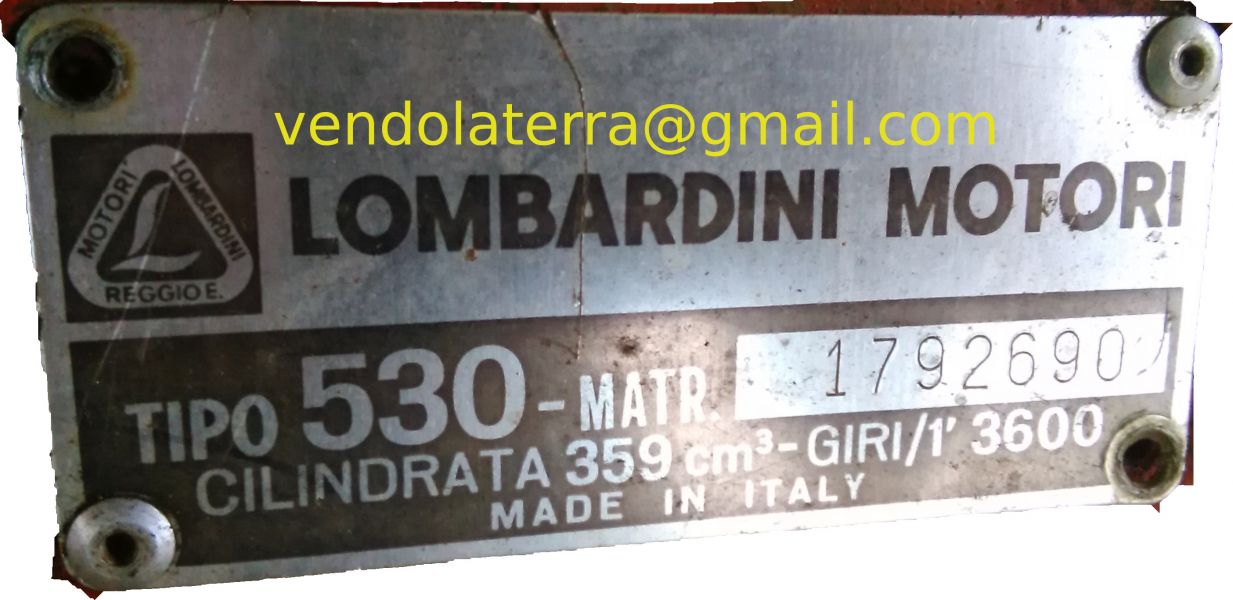 vendolaterra@gmail.com
LOMBARDINI MOTORI
MOTORI LOMBARDINI
REGGIO E.
TIPO 530 - MATR. 1792690
CILINDRATA 359 cm³ - GIRI/1' 3600
MADE IN ITALY